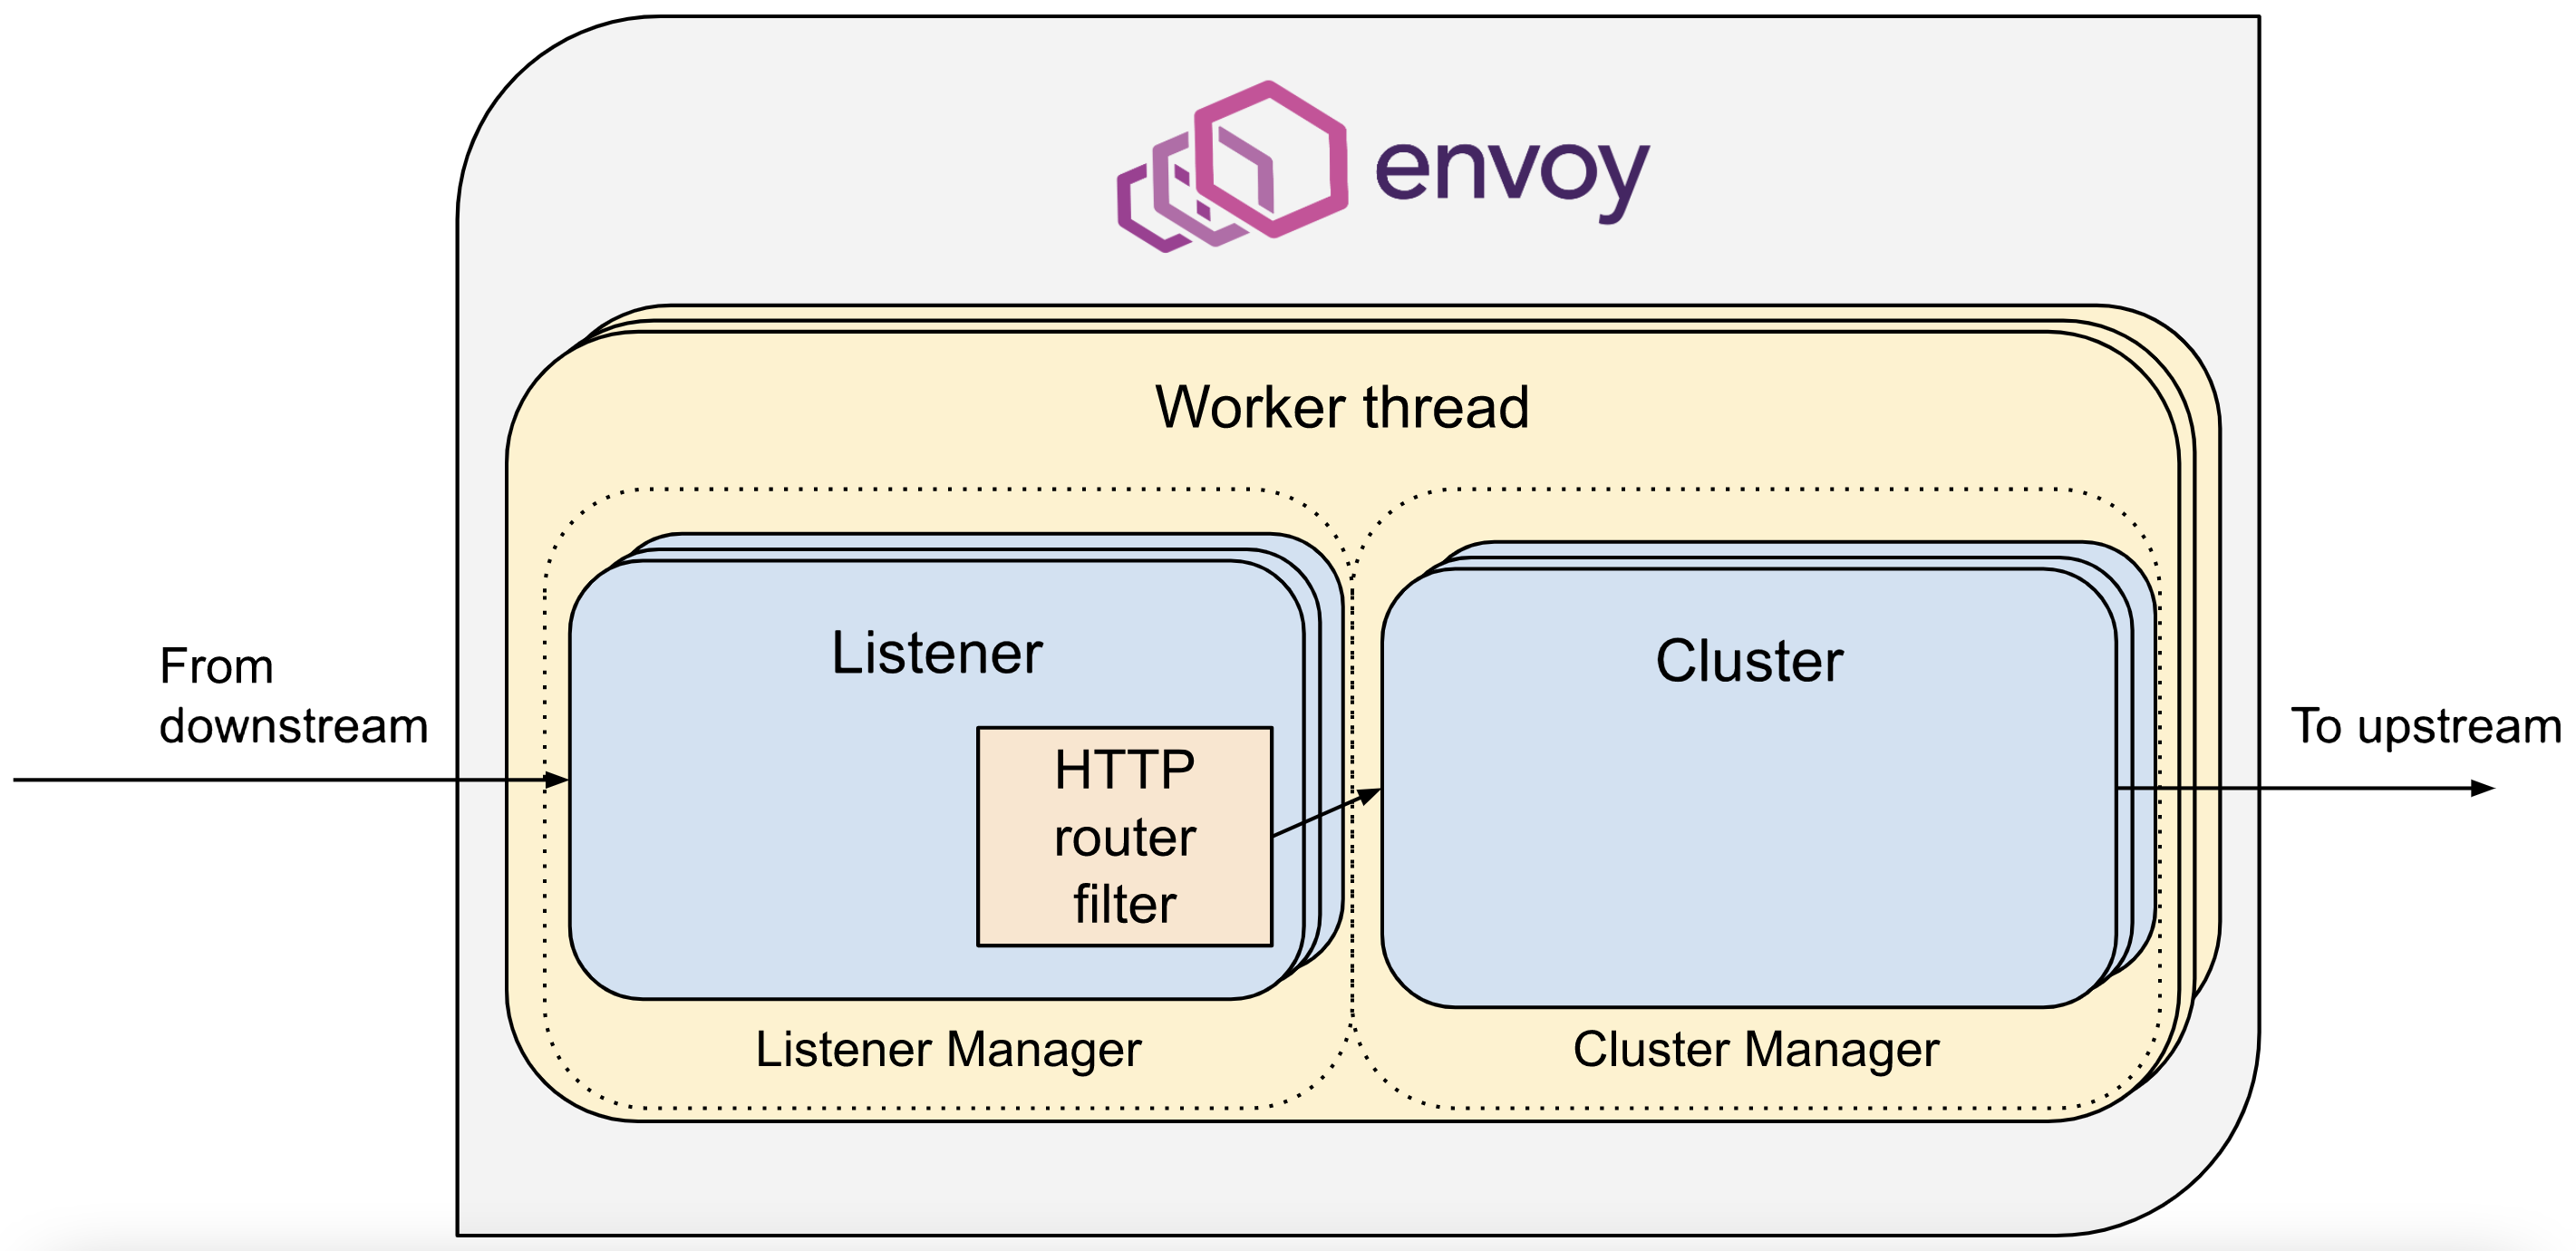 envoy
Worker thread
From
downstream
Listener
Cluster
To upstream
HTTP
router
filter
Listener Manager
Cluster Manager